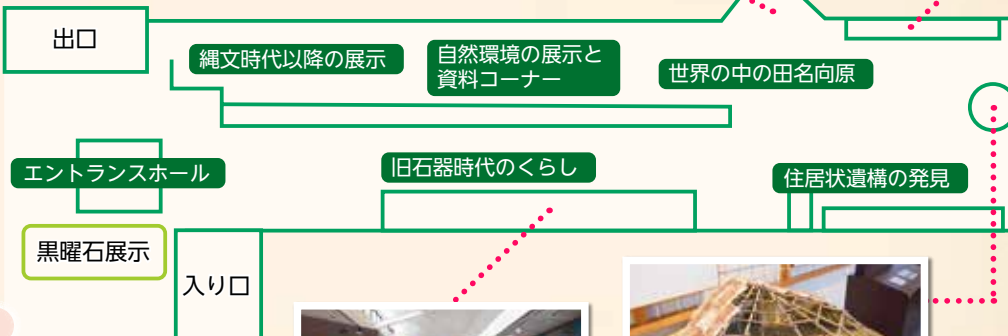 出口
縄文時代以降の展示
自然環境の展示と
資料コーナー
世界の中の田名向原
エントランスホール
旧石器時代のくらし
住居状遺構の発見
黒曜石展示
入り口